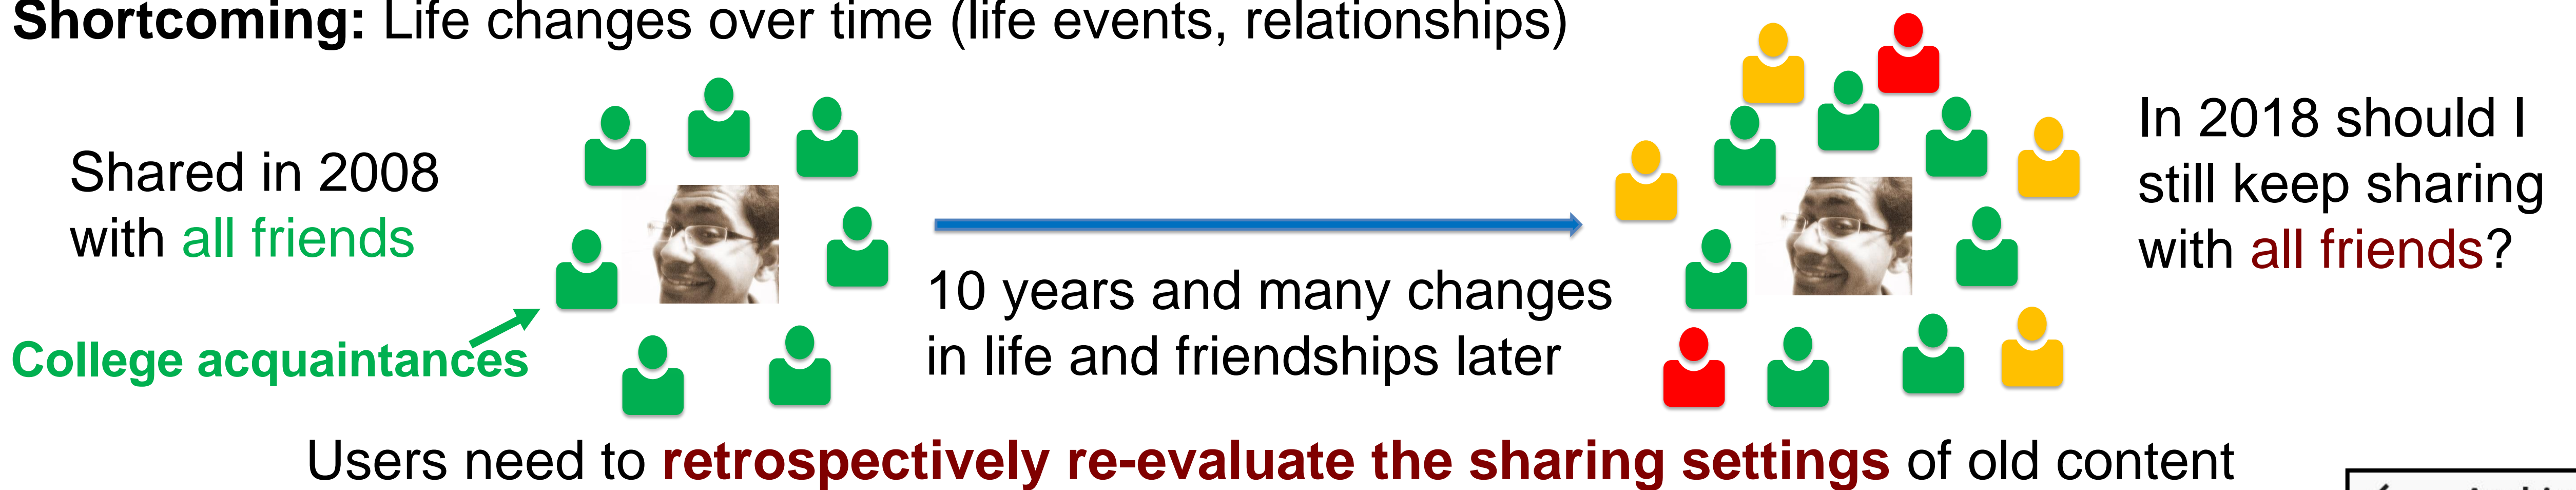 Shortcoming: Life changes over time (life events, relationships)
Shared in 2008
with all friends
College acquaintances
10 years and many changes
in life and friendships later
In 2018 should I
still keep sharing
with all friends?
Users need to retrospectively re-evaluate the sharing settings of old content